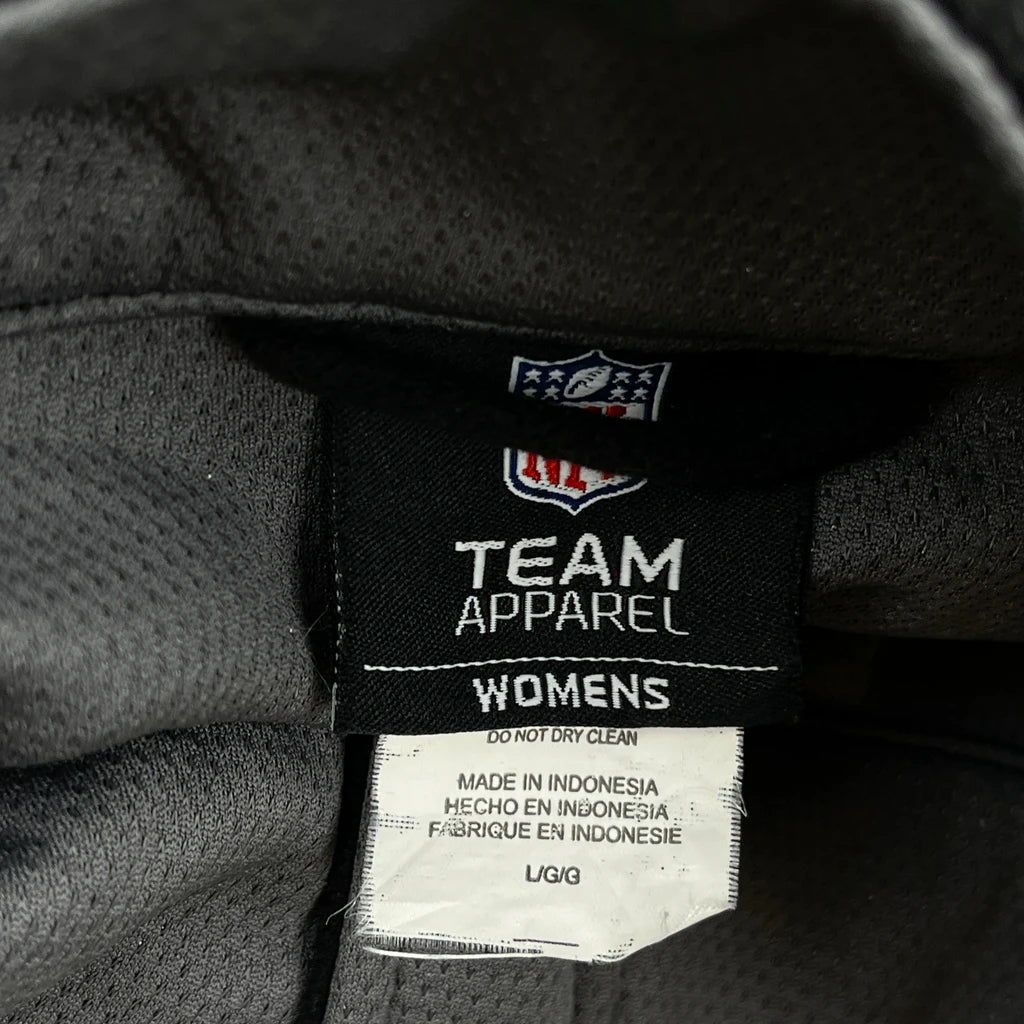 TEAM
APPAREL
WOMENS
DO NOT DRY CLEAN
MADE IN INDONESIA
HECHO EN INDONESIA
FABRIQUE EN INDONESIE
L/G/G